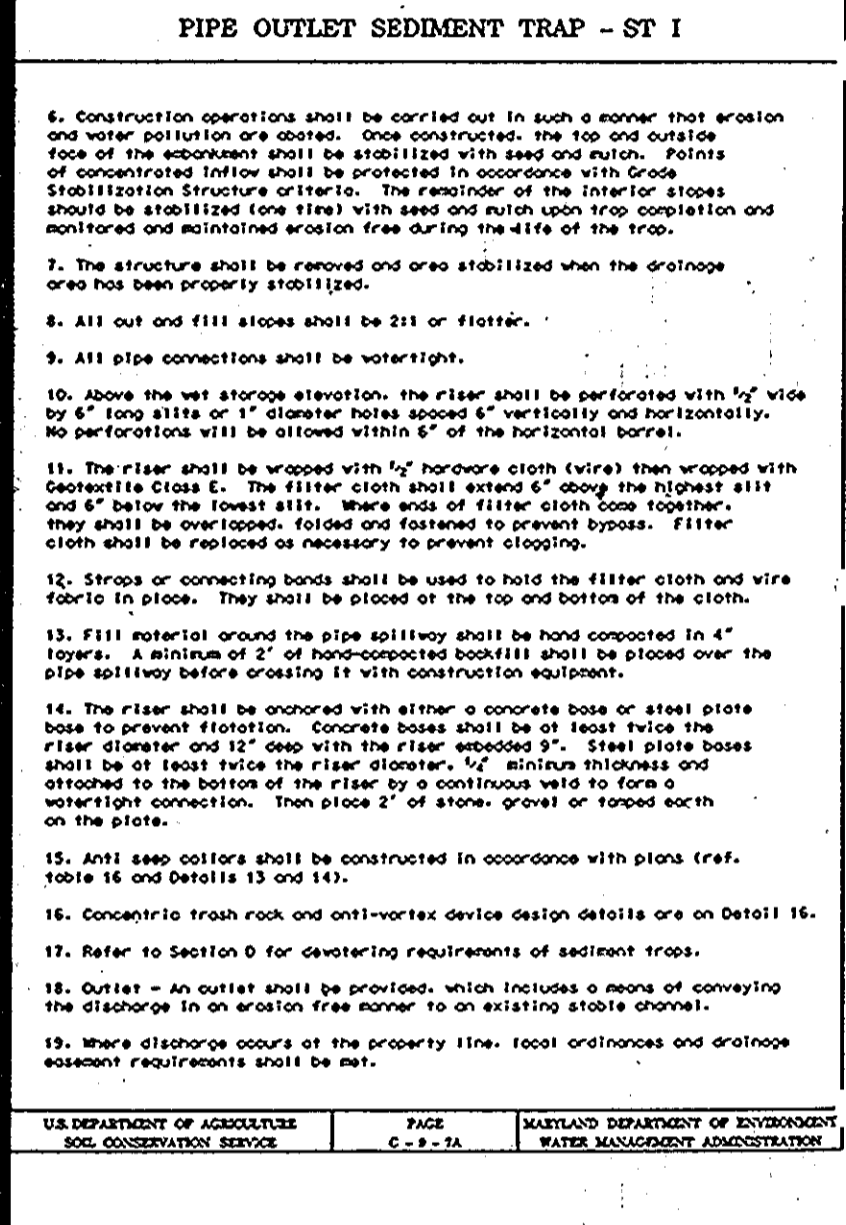 PIPE OUTLET SEDIMENT TRAP - ST I
6. Construction operations shall be carried out in such a manner that erosion
and water pollution are abated. Once constructed, the top and outside
face of the embankment shall be stabilized with seed and mulch. Points
of concentrated inflow shall be protected in accordance with Grade
Stabilization Structure criteria. The remainder of the interior slopes
should be stabilized (one time) with seed and mulch upon trap completion and
monitored and maintained erosion free during the life of the trap.
7. The structure shall be removed and area stabilized when the drainage
area has been properly stabilized.
8. All cut and fill slopes shall be 2:1 or flatter.
9. All pipe connections shall be watertight.
10. Above the wet storage elevation, the riser shall be perforated with 1/2" wide
by 6" long slits or 1" diameter holes spaced 6" vertically and horizontally.
No perforations will be allowed within 6" of the horizontal barrel.
11. The riser shall be wrapped with 1/2" hardware cloth (wire) then wrapped with
Geotextile Class E. The filter cloth shall extend 6" above the highest slit
and 6" below the lowest slit. Where ends of filter cloth come together,
they shall be overlapped, folded and fastened to prevent bypass. Filter
cloth shall be replaced as necessary to prevent clogging.
12. Straps or connecting bands shall be used to hold the filter cloth and wire
fabric in place. They shall be placed at the top and bottom of the cloth.
13. Fill material around the pipe spillway shall be hand compacted in 4"
layers. A minimum of 2' of hand-compacted backfill shall be placed over the
pipe spillway before crossing it with construction equipment.
14. The riser shall be anchored with either a concrete base or steel plate
base to prevent flotation. Concrete bases shall be at least twice the
riser diameter and 12" deep with the riser embedded 9". Steel plate bases
shall be at least twice the riser diameter, 1/4" minimum thickness and
attached to the bottom of the riser by a continuous weld to form a
watertight connection. Then place 2' of stone, gravel or tamped earth
on the plate.
15. Anti seep collars shall be constructed in accordance with plans (ref.
table 16 and Details 13 and 14).
16. Concentric trash rack and anti-vortex device design details are on Detail 16.
17. Refer to Section D for dewatering requirements of sediment traps.
18. Outlet - An outlet shall be provided, which includes a means of conveying
the discharge in an erosion free manner to an existing stable channel.
19. Where discharge occurs at the property line, local ordinances and drainage
easement requirements shall be met.
U.S. DEPARTMENT OF AGRICULTURE
SOIL CONSERVATION SERVICE
PAGE
C - 9 - 7A
MARYLAND DEPARTMENT OF ENVIRONMENT
WATER MANAGEMENT ADMINISTRATION